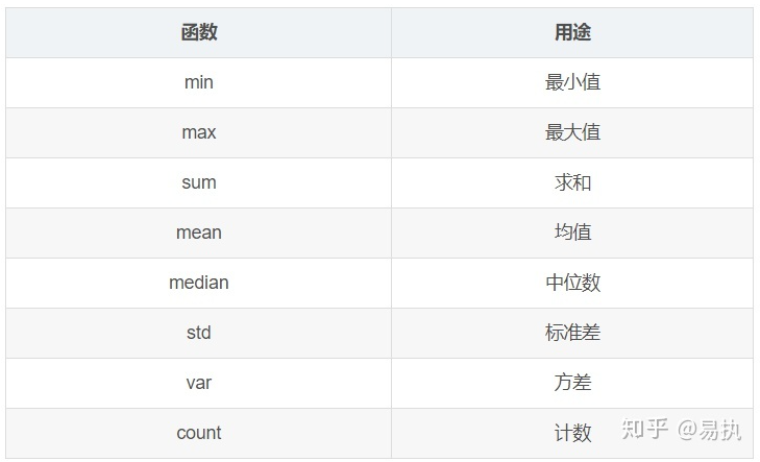 函数 用途
min 最小值
max 最大值
sum 求和
mean 均值
median 中位数
std 标准差
var 方差
count 计数
知乎 @易执